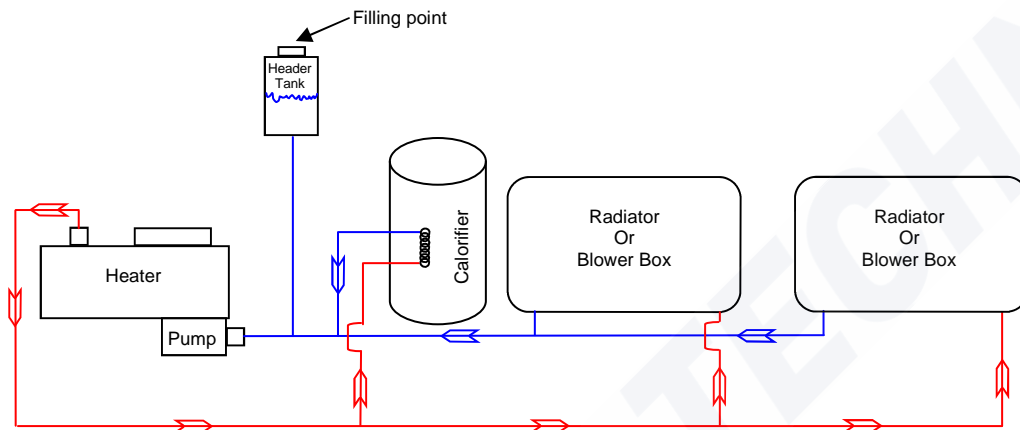 Filling point
Header
Tank
Calorifier
Radiator
Or
Blower Box
Radiator
Or
Blower Box
Heater
Pump